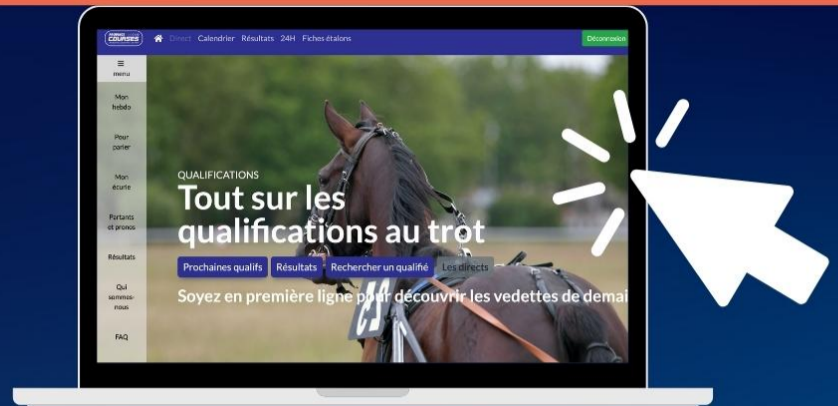 COURSES
Direct Calendrier Résultats 24H Fiches étalons
Déconnexion
menu
Mon
hebdo
Pour
parier
Mon
écurie
Partants
et pronos
Résultats
Qui
sommes-
nous
FAQ
QUALIFICATIONS
Tout sur les
qualifications au trot
Prochaines qualifs Résultats Rechercher un qualifié Les directs
Soyez en première ligne pour découvrir les vedettes de demai